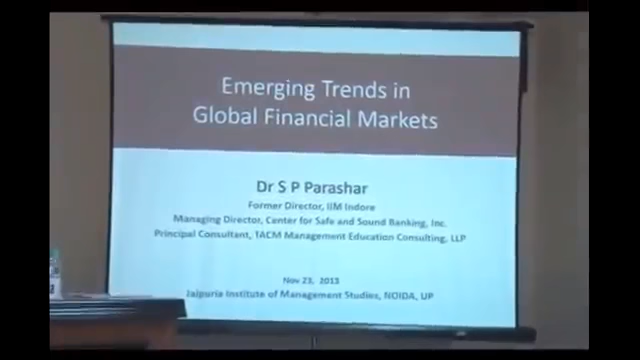 Emerging Trends in
Global Financial Markets
Dr S P Parashar
Former Director, IIM Indore
Managing Director, Center for Safe and Sound Banking, Inc.
Principal Consultant, TACM Management Education Consulting, LLP
Nov 23, 2013
Jaipuria Institute of Management Studies, NOIDA, UP